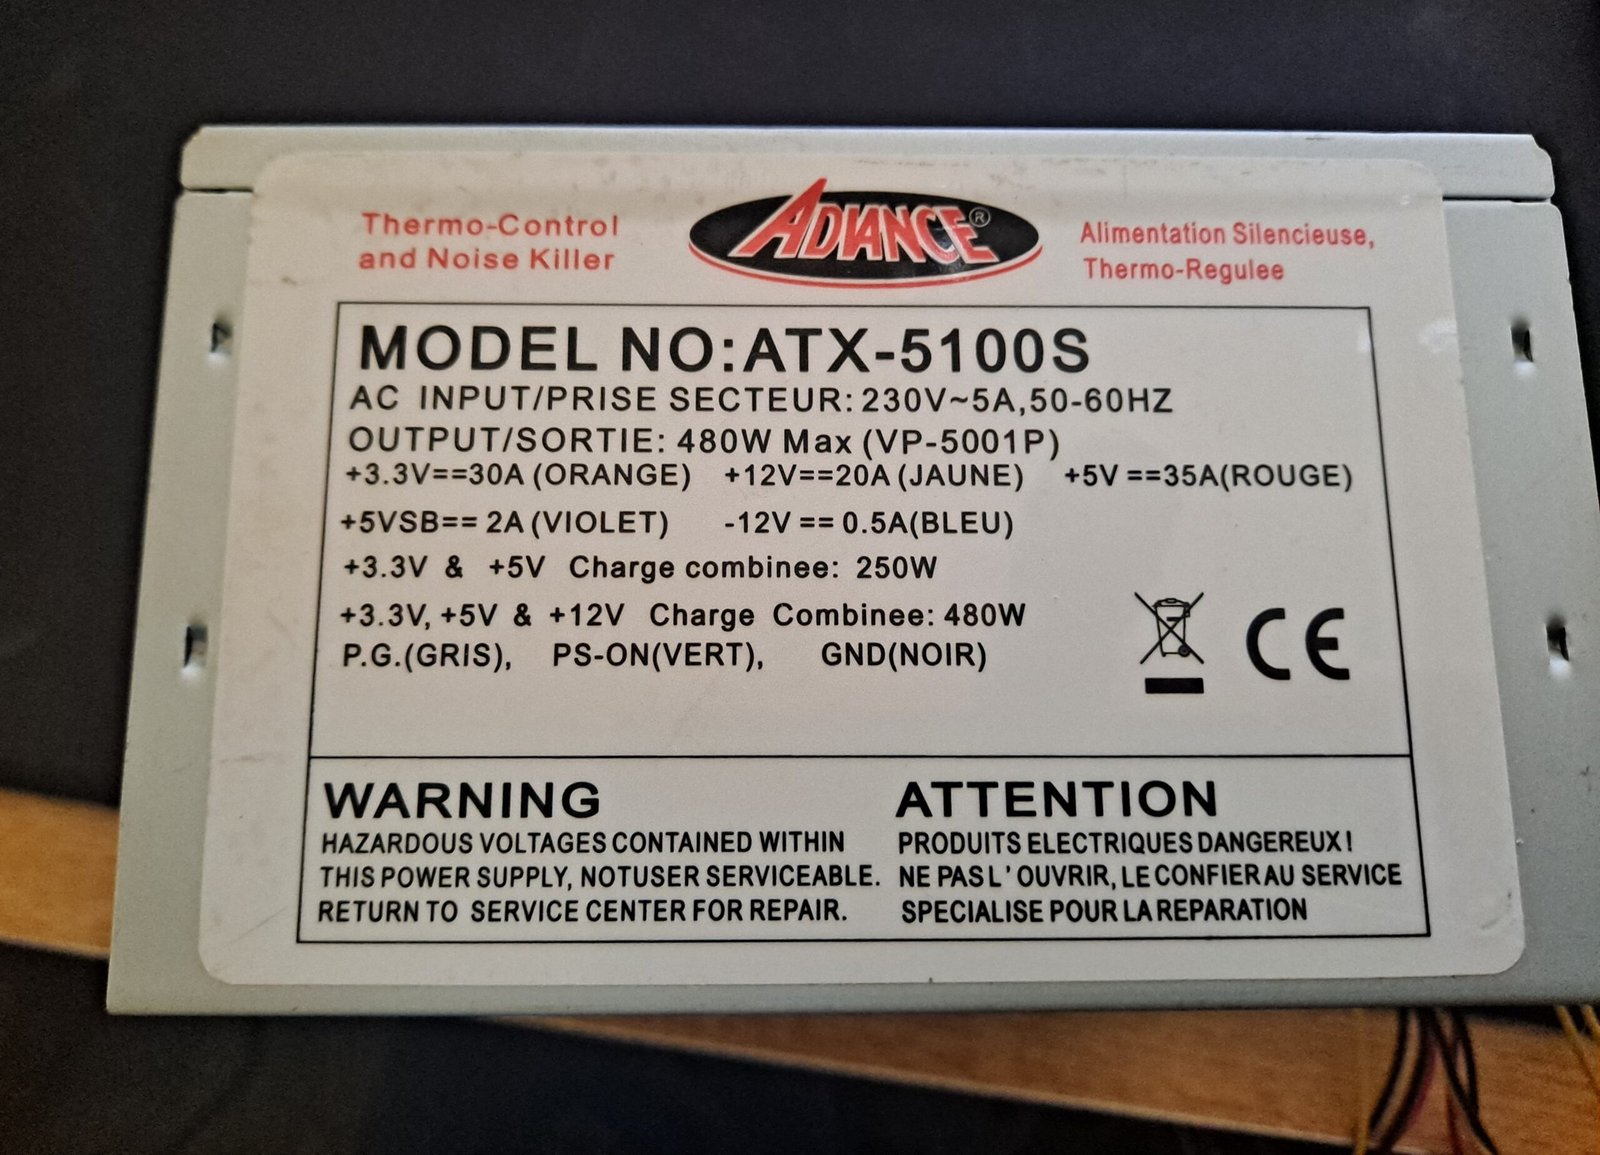 Thermo-Control
and Noise Killer
ADVANCE®
Alimentation Silencieuse,
Thermo-Regulee
MODEL NO:ATX-5100S
AC INPUT/PRISE SECTEUR: 230V~5A,50-60HZ
OUTPUT/SORTIE: 480W Max (VP-5001P)
+3.3V==30A (ORANGE) +12V==20A (JAUNE) +5V ==35A(ROUGE)
+5VSB== 2A (VIOLET) -12V == 0.5A(BLEU)
+3.3V & +5V Charge combinee: 250W
+3.3V, +5V & +12V Charge Combinee: 480W
P.G.(GRIS), PS-ON(VERT), GND(NOIR)
CE
WARNING
HAZARDOUS VOLTAGES CONTAINED WITHIN
THIS POWER SUPPLY, NOTUSER SERVICEABLE.
RETURN TO SERVICE CENTER FOR REPAIR.
ATTENTION
PRODUITS ELECTRIQUES DANGEREUX !
NE PAS L' OUVRIR, LE CONFIER AU SERVICE
SPECIALISE POUR LA REPARATION